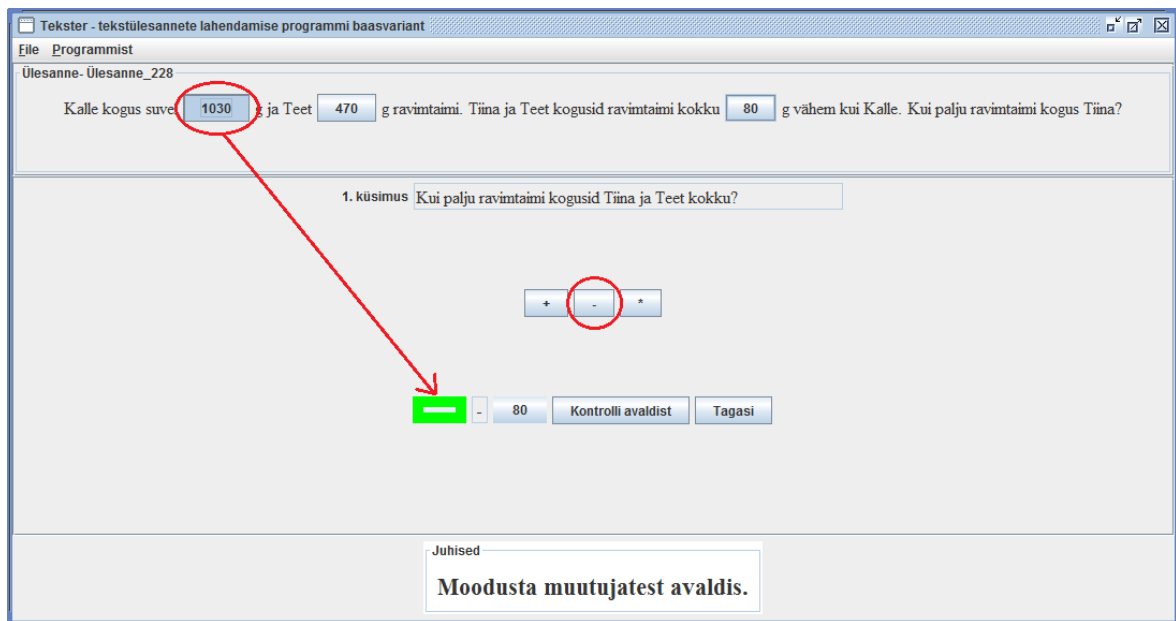 Tekster - tekstülesannete lahendamise programmi baasvariant
File Programmist
Ülesanne- Ülesanne_228
Kalle kogus suve 1030 g ja Teet 470 g ravimtaimi. Tiina ja Teet kogusid ravimtaimi kokku 80 g vähem kui Kalle. Kui palju ravimtaimi kogus Tiina?
1. küsimus Kui palju ravimtaimi kogusid Tiina ja Teet kokku?
+ - *
- 80 Kontrolli avaldist Tagasi
Juhised
Moodusta muutujatest avaldis.